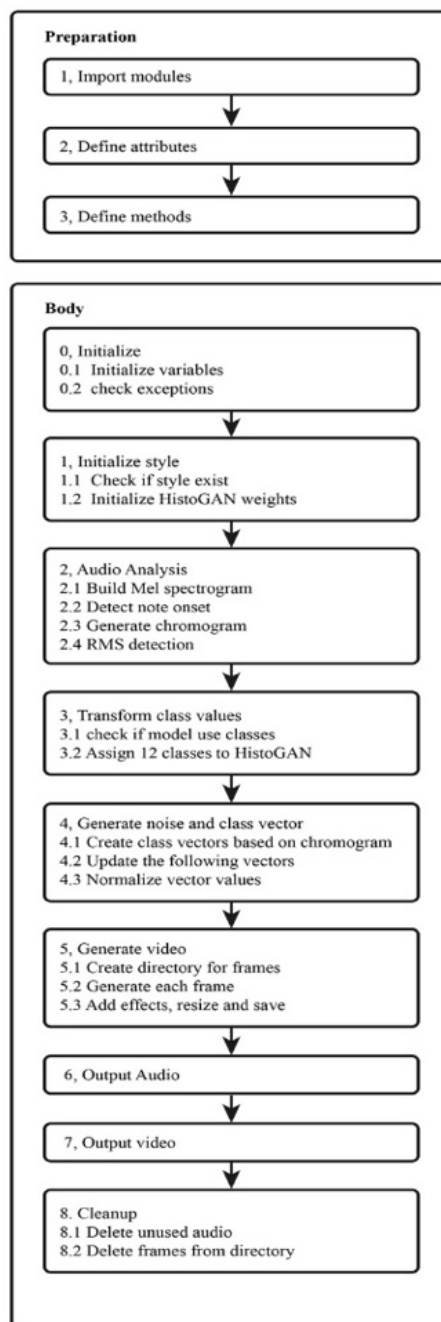 Preparation
1, Import modules
2, Define attributes
3, Define methods
Body
0, Initialize
0.1 Initialize variables
0.2 check exceptions
1, Initialize style
1.1 Check if style exist
1.2 Initialize HistoGAN weights
2, Audio Analysis
2.1 Build Mel spectrogram
2.2 Detect note onset
2.3 Generate chromogram
2.4 RMS detection
3, Transform class values
3.1 check if model use classes
3.2 Assign 12 classes to HistoGAN
4, Generate noise and class vector
4.1 Create class vectors based on chromogram
4.2 Update the following vectors
4.3 Normalize vector values
5, Generate video
5.1 Create directory for frames
5.2 Generate each frame
5.3 Add effects, resize and save
6, Output Audio
7, Output video
8. Cleanup
8.1 Delete unused audio
8.2 Delete frames from directory